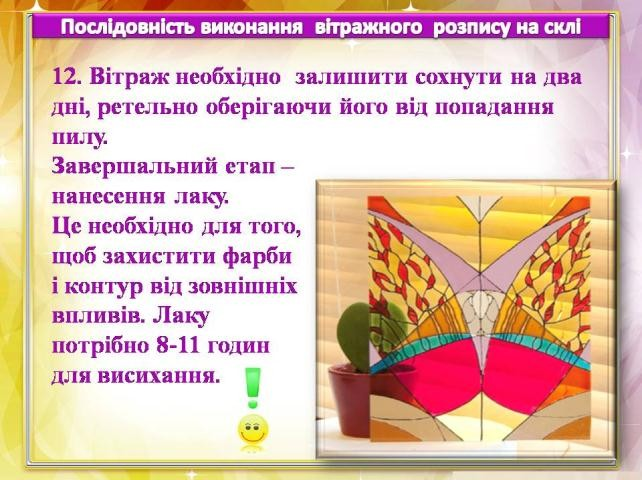 Послідовність виконання вітражного розпису на склі
12. Вітраж необхідно залишити сохнути на два
дні, ретельно оберігаючи його від попадання
пилу.
Завершальний етап –
нанесення лаку.
Це необхідно для того,
щоб захистити фарби
і контур від зовнішніх
впливів. Лаку
потрібно 8-11 годин
для висихання.